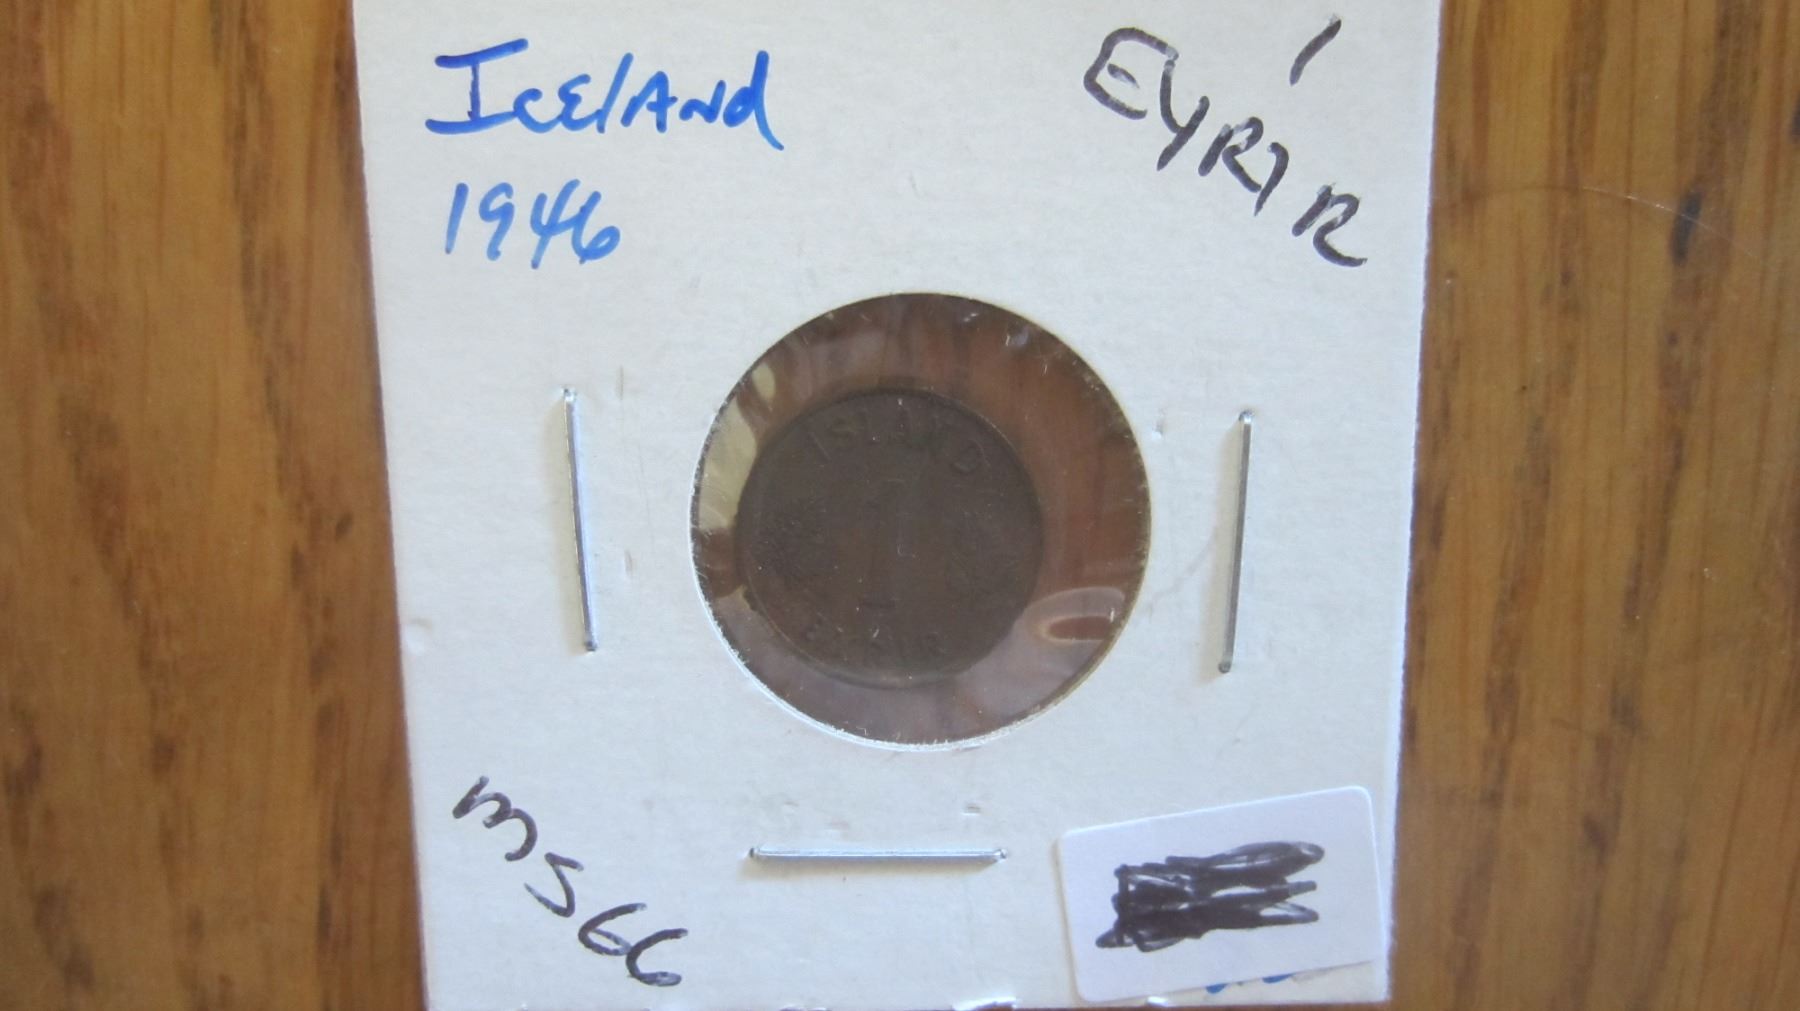 Iceland
1946
1
EYRIR
ISLAND
1
EYRIR
MS66